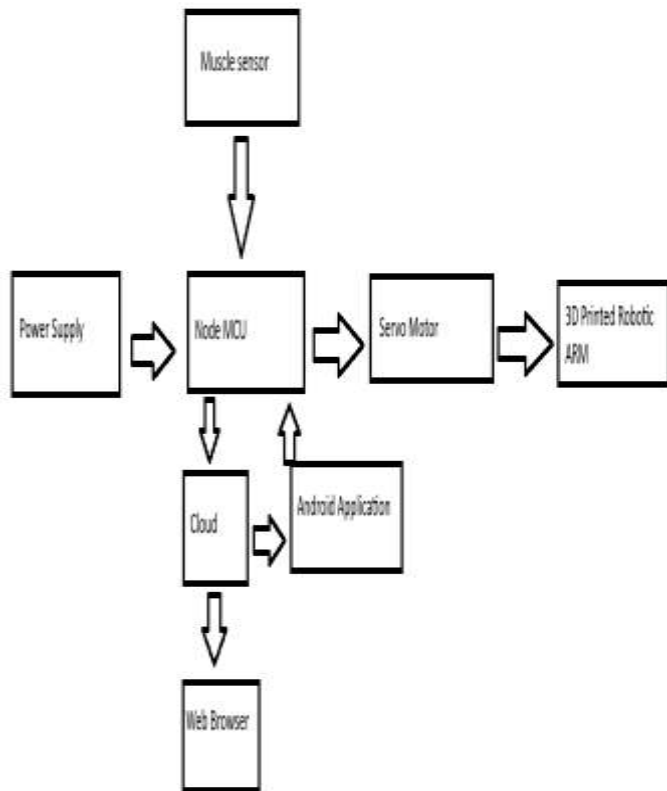 Muscle sensor
Power Supply
Node MCU
Servo Motor
3D Printed Robotic
ARM
Cloud
Android Application
Web Browser